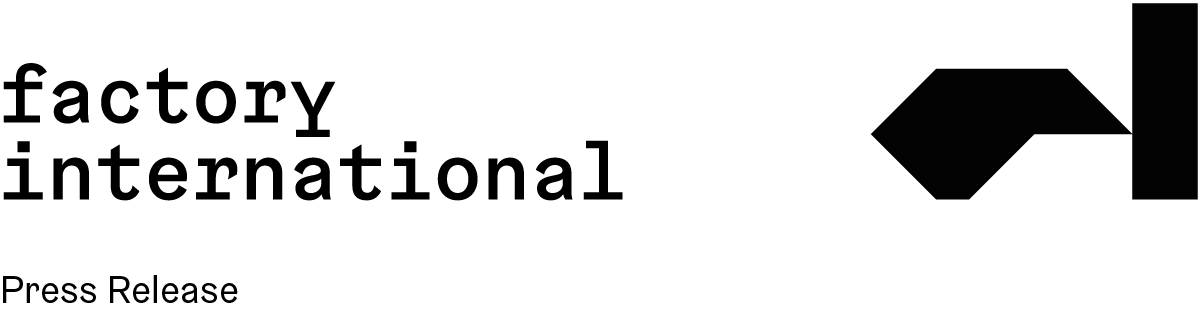 factory
international
Press Release